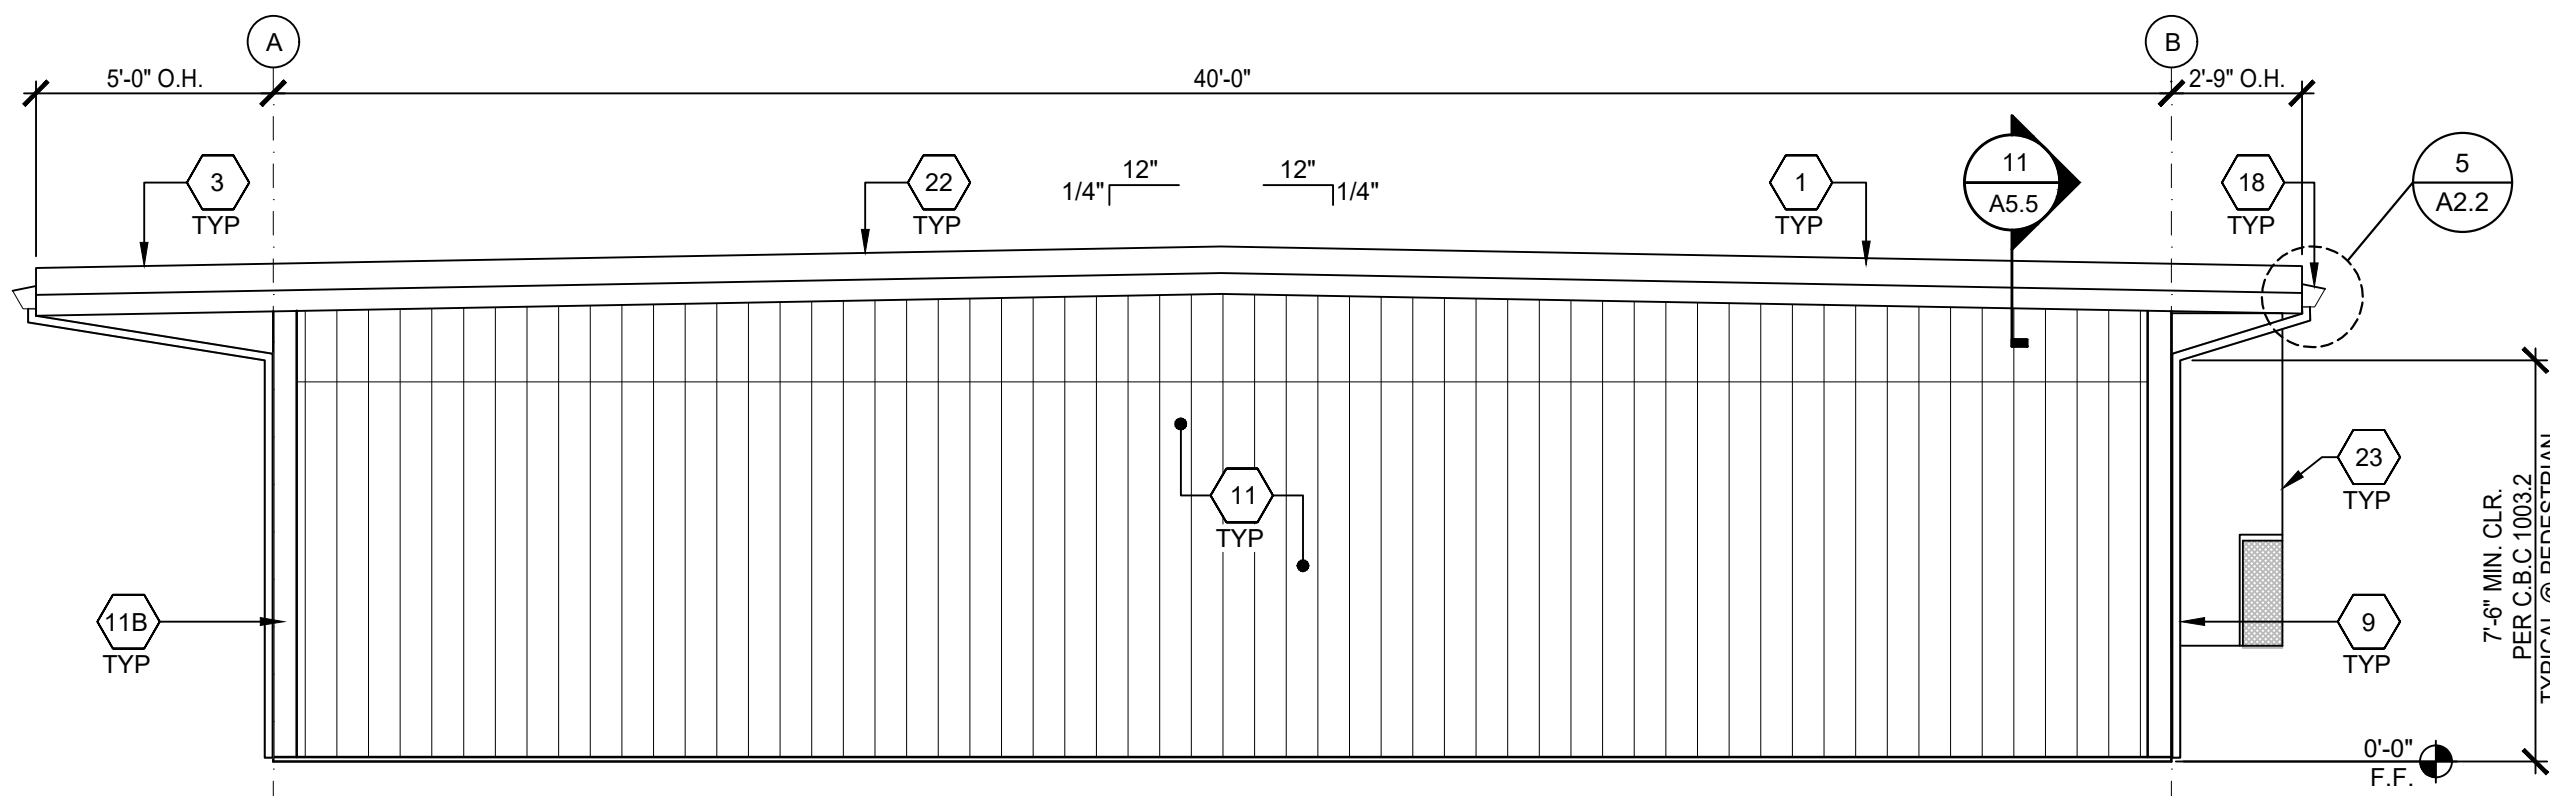 A
B
5'-0" O.H.
40'-0"
2'-9" O.H.
3
TYP
22
TYP
12"
1/4"
12"
1/4"
1
TYP
11
A5.5
18
TYP
5
A2.2
11
TYP
23
TYP
11B
TYP
9
TYP
7'-6" MIN. CLR.
PER C.B.C 1003.2
TYPICAL @ PEDESTRIAN
0'-0"
F.F.